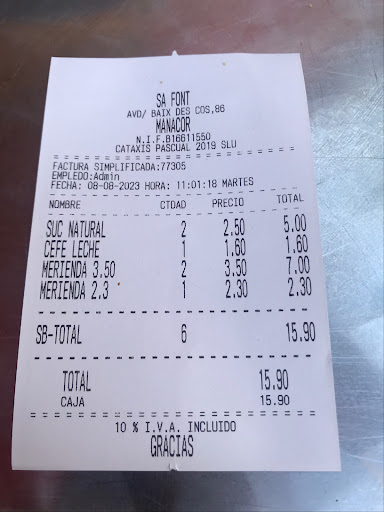 SA FONT
AVD/ BAIX DES COS,86
MANACOR
N.I.F.B16611550
CATAXIS PASCUAL 2019 SLU
FACTURA SIMPLIFICADA:77305
EMPLEDO:Admin
FECHA: 08-08-2023 HORA: 11:01:18 MARTES
NOMBRE CTDAD PRECIO TOTAL
SUC NATURAL 2 2.50 5.00
CEFE LECHE 1 1.60 1.60
MERIENDA 3.50 2 3.50 7.00
MERIENDA 2.3 1 2.30 2.30
SB-TOTAL 6 15.90
TOTAL 15.90
CAJA 15.90
10 % I.V.A. INCLUIDO
GRACIAS